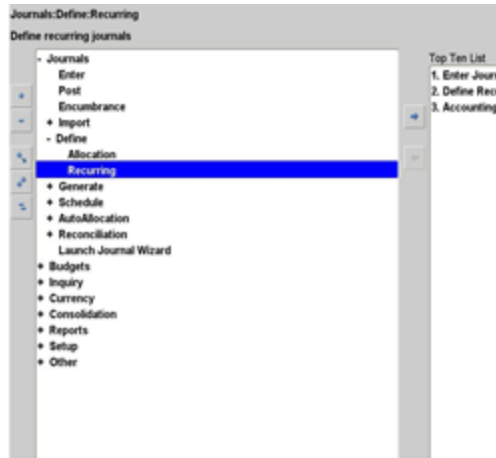 Journals:Define:Recurring
Define recurring journals
- Journals
Enter
Post
Encumbrance
+ Import
- Define
Allocation
Recurring
+ Generate
+ Schedule
+ AutoAllocation
+ Reconciliation
Launch Journal Wizard
+ Budgets
+ Inquiry
+ Currency
+ Consolidation
+ Reports
+ Setup
+ Other
Top Ten List
1. Enter Jour
2. Define Rec
3. Accounting